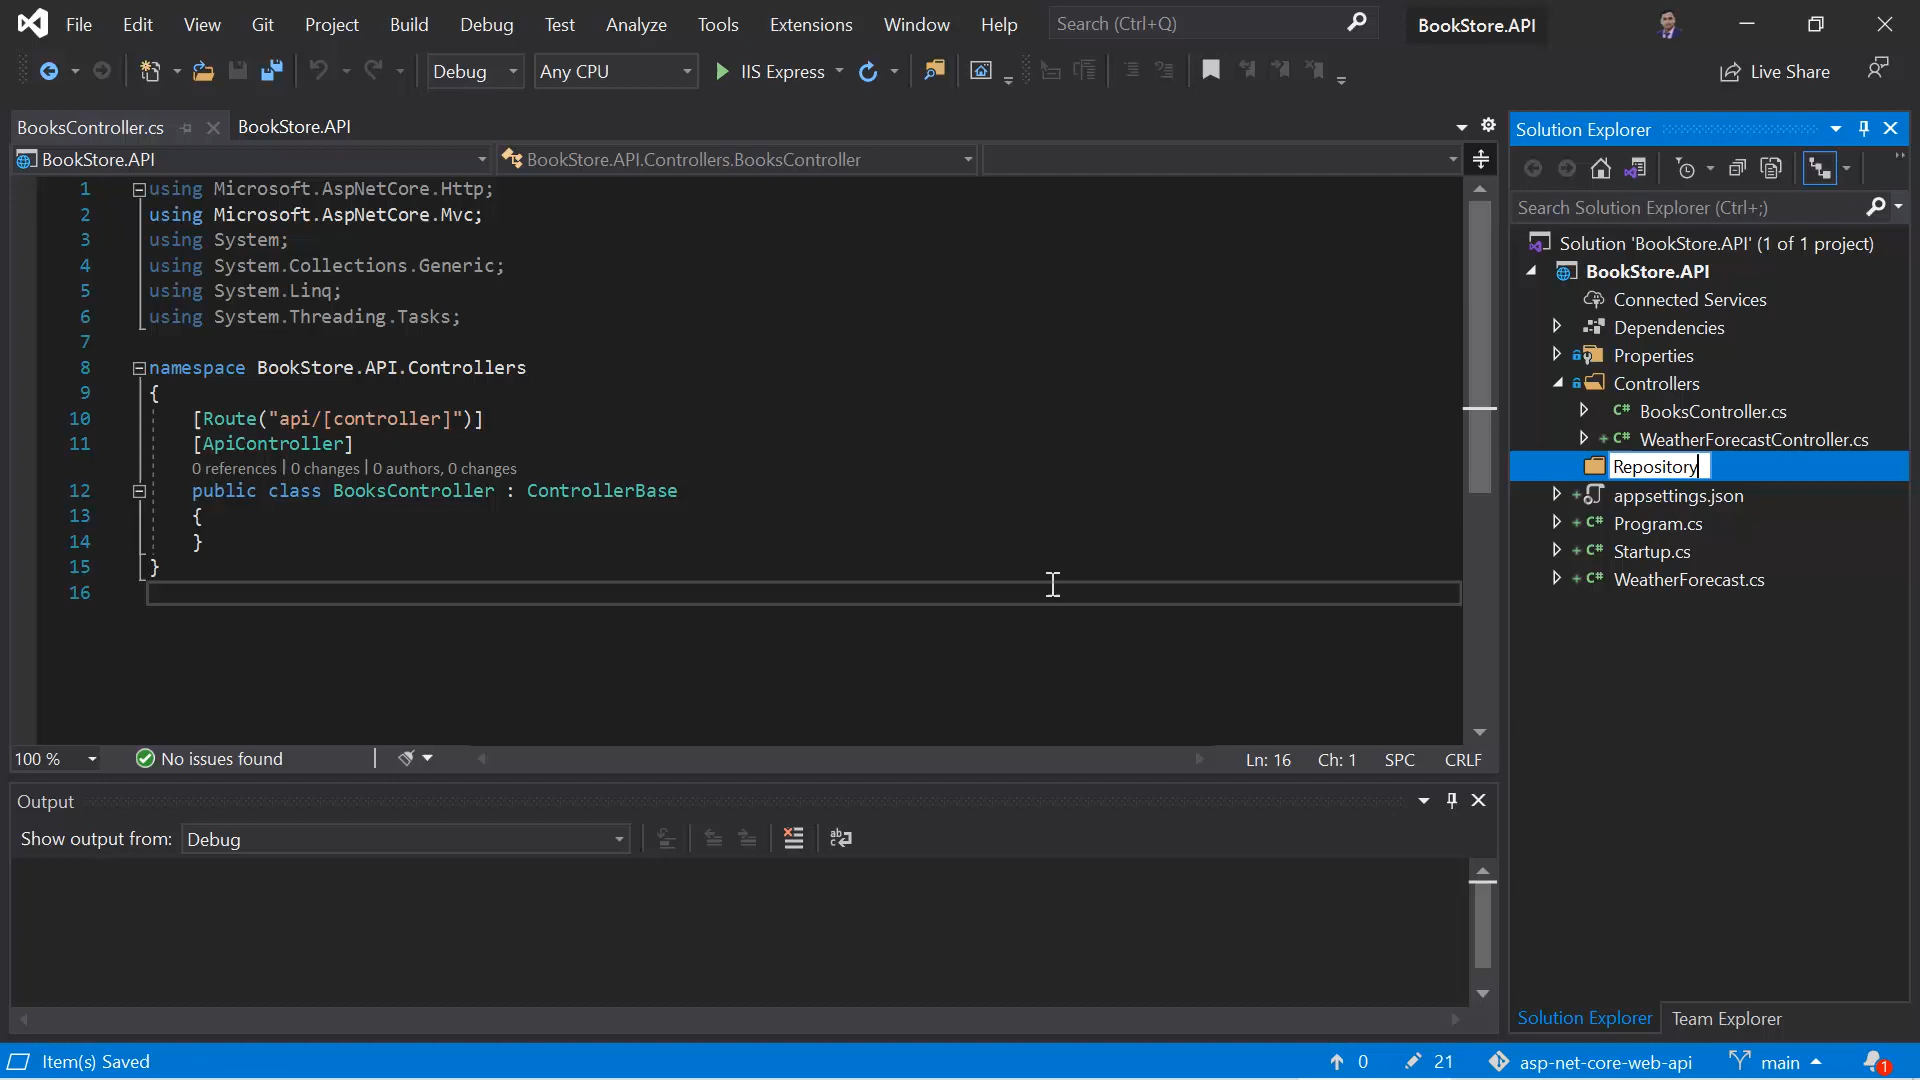 File Edit View Git Project Build Debug Test Analyze Tools Extensions Window Help Search (Ctrl+Q) BookStore.API
Debug Any CPU IIS Express Live Share
BooksController.cs BookStore.API
BookStore.API BookStore.API.Controllers.BooksController
1 using Microsoft.AspNetCore.Http;
2 using Microsoft.AspNetCore.Mvc;
3 using System;
4 using System.Collections.Generic;
5 using System.Linq;
6 using System.Threading.Tasks;
7
8 namespace BookStore.API.Controllers
9 {
10 [Route("api/[controller]")]
11 [ApiController]
0 references | 0 changes | 0 authors, 0 changes
12 public class BooksController : ControllerBase
13 {
14 }
15 }
16
100 % No issues found Ln: 16 Ch: 1 SPC CRLF
Output
Show output from: Debug
Solution Explorer
Search Solution Explorer (Ctrl+;)
Solution 'BookStore.API' (1 of 1 project)
BookStore.API
Connected Services
Dependencies
Properties
Controllers
BooksController.cs
WeatherForecastController.cs
Repository
appsettings.json
Program.cs
Startup.cs
WeatherForecast.cs
Solution Explorer Team Explorer
Item(s) Saved 0 21 asp-net-core-web-api main 1